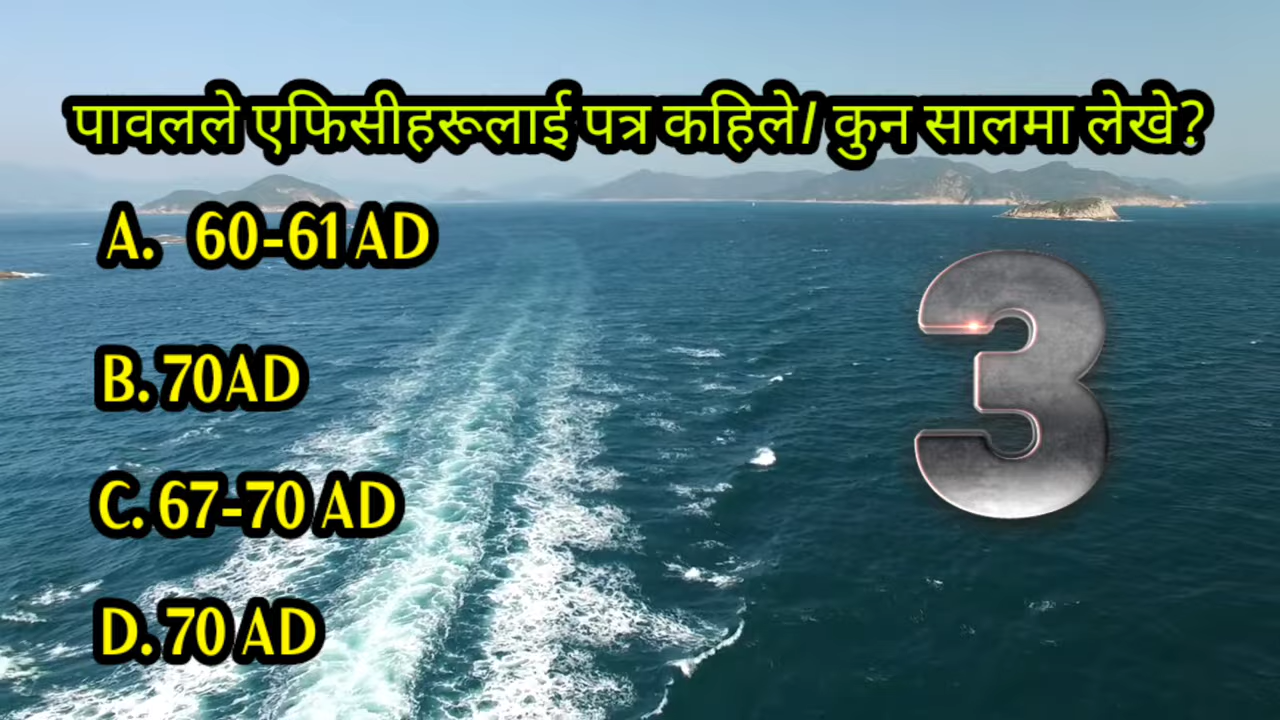 पावलले एफिसीहरूलाई पत्र कहिले/ कुन सालमा लेखे?
A. 60-61 AD
B. 70AD
3
C. 67-70 AD
D. 70 AD